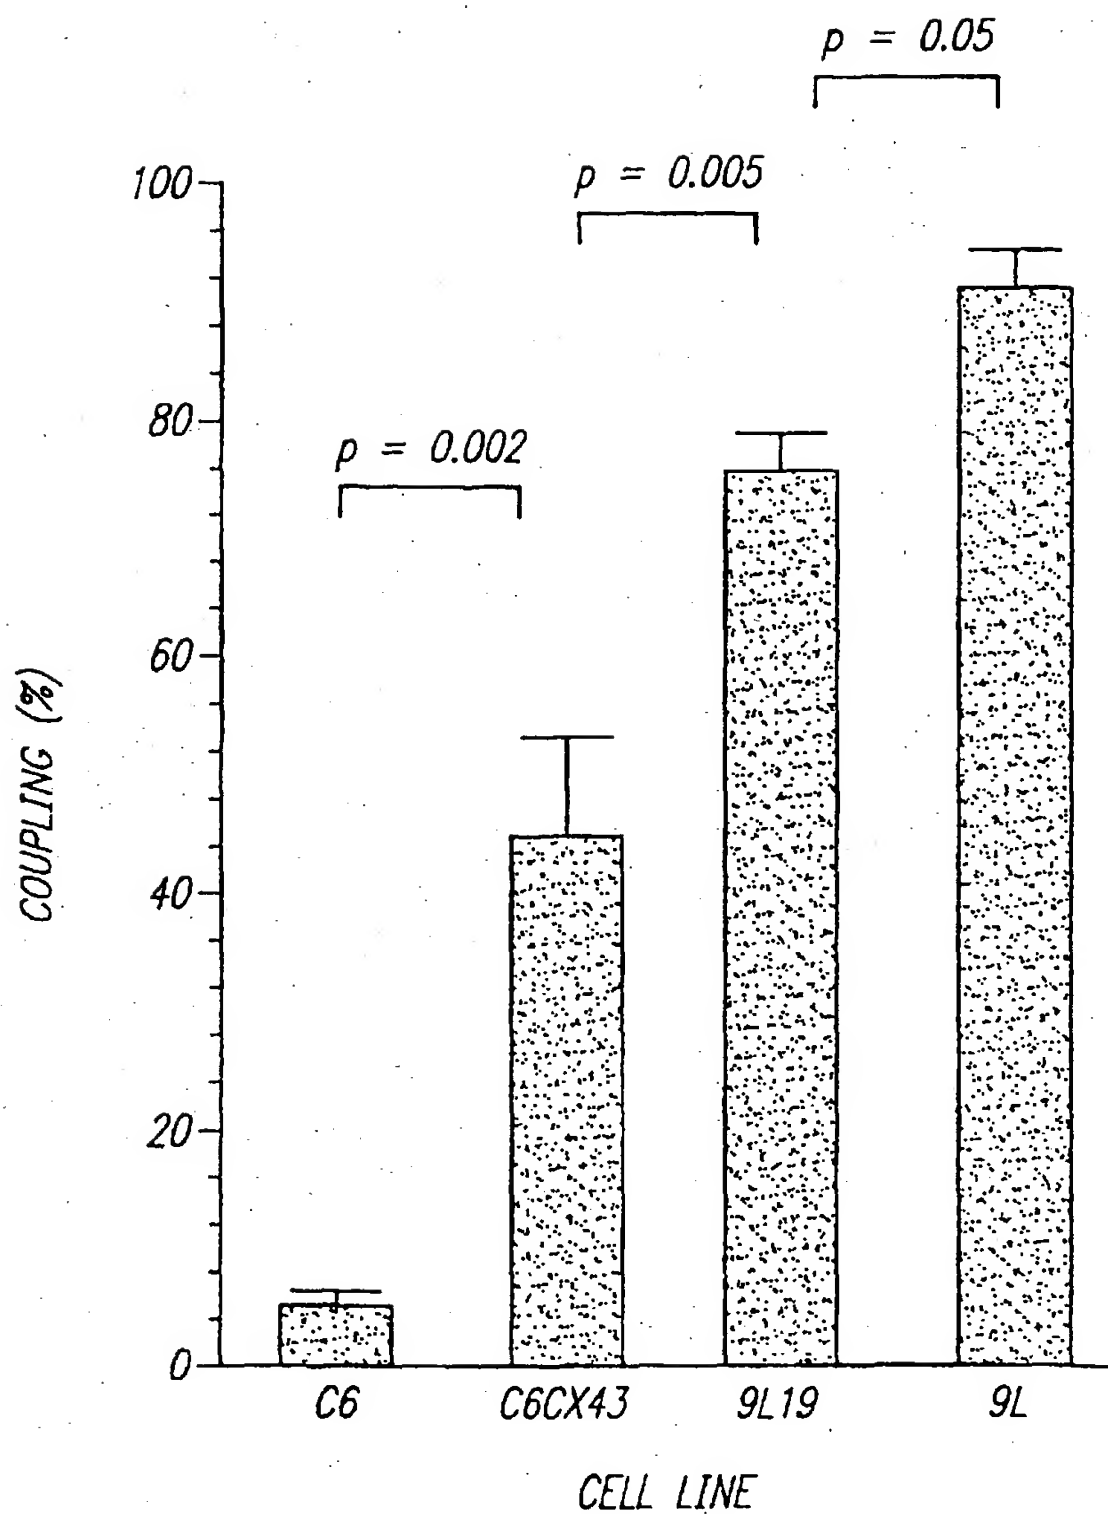 p = 0.05
p = 0.005
p = 0.002
100
80
60
40
20
0
COUPLING (%)
C6 C6CX43 9L19 9L
CELL LINE